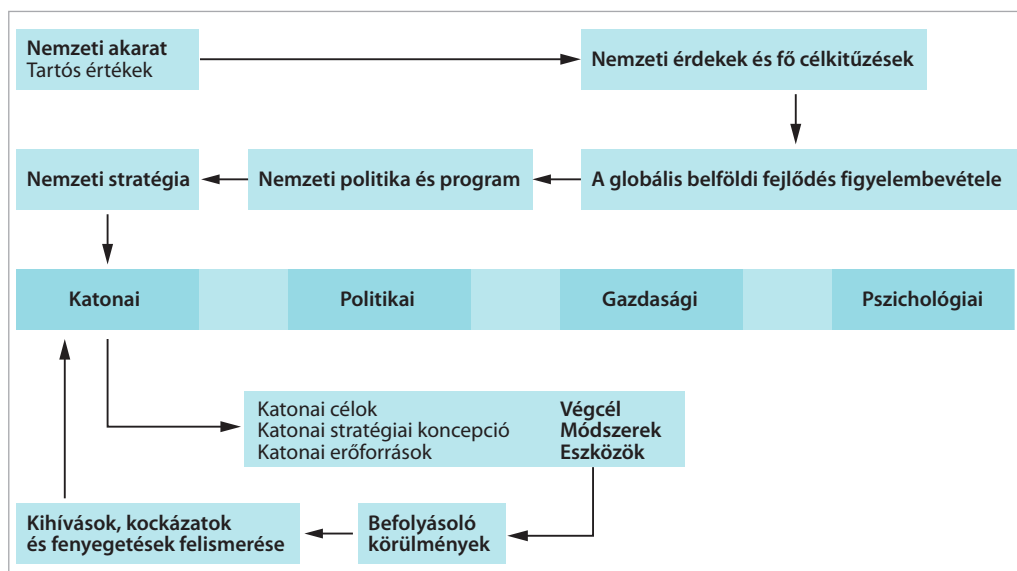 Nemzeti akarat
Tartós értékek
Nemzeti érdekek és fő célkitűzések
Nemzeti stratégia
Nemzeti politika és program
A globális belföldi fejlődés figyelembevétele
Katonai
Politikai
Gazdasági
Pszichológiai
Katonai célok Végcél
Katonai stratégiai koncepció Módszerek
Katonai erőforrások Eszközök
Kihívások, kockázatok
és fenyegetések felismerése
Befolyásoló
körülmények